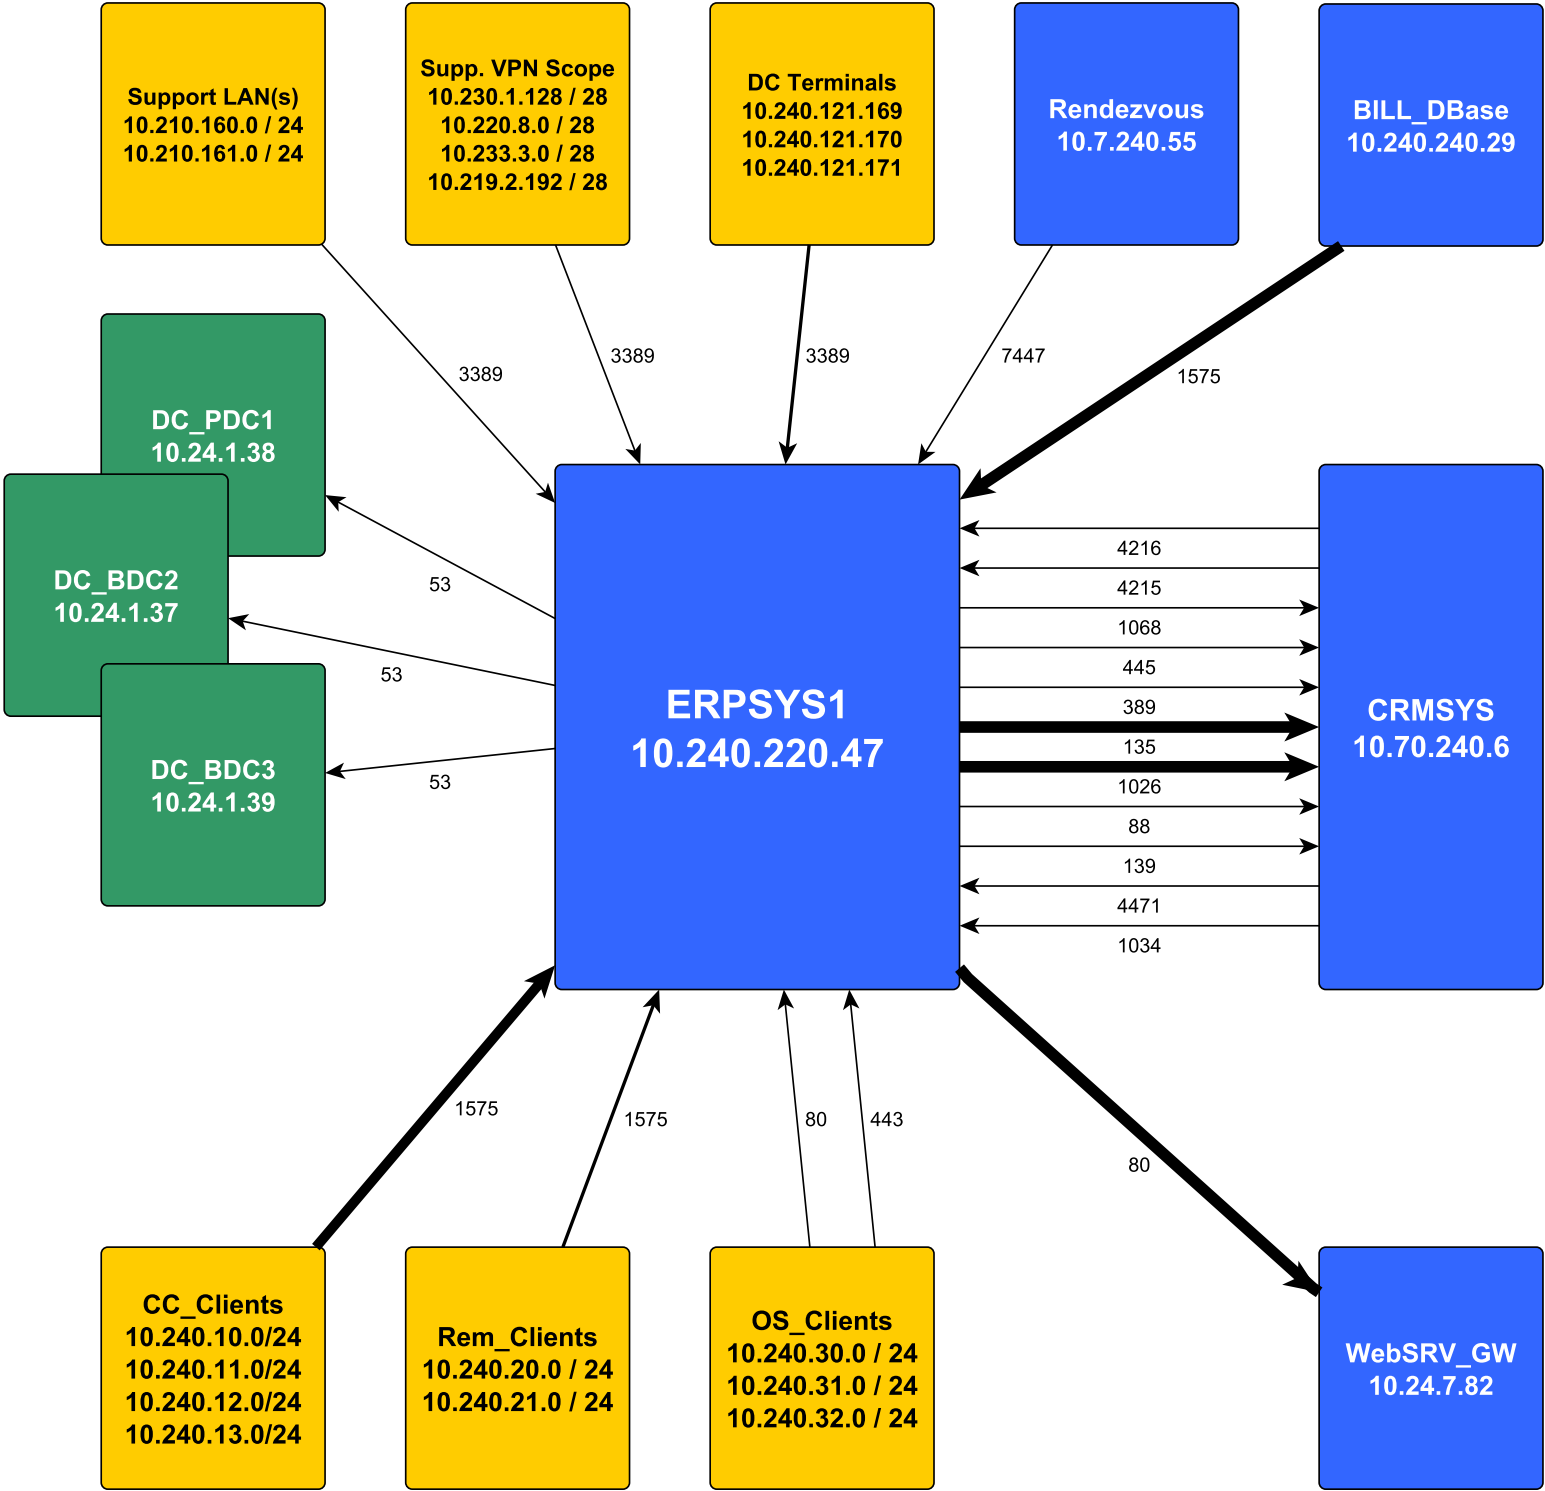 Support LAN(s)
10.210.160.0 / 24
10.210.161.0 / 24
Supp. VPN Scope
10.230.1.128 / 28
10.220.8.0 / 28
10.233.3.0 / 28
10.219.2.192 / 28
DC Terminals
10.240.121.169
10.240.121.170
10.240.121.171
Rendezvous
10.7.240.55
BILL_DBase
10.240.240.29
3389
3389
3389
7447
1575
DC_PDC1
10.24.1.38
DC_BDC2
10.24.1.37
DC_BDC3
10.24.1.39
53
53
53
ERPSYS1
10.240.220.47
4216
4215
1068
445
389
135
1026
88
139
4471
1034
CRMSYS
10.70.240.6
1575
1575
80
443
80
CC_Clients
10.240.10.0/24
10.240.11.0/24
10.240.12.0/24
10.240.13.0/24
Rem_Clients
10.240.20.0 / 24
10.240.21.0 / 24
OS_Clients
10.240.30.0 / 24
10.240.31.0 / 24
10.240.32.0 / 24
WebSRV_GW
10.24.7.82